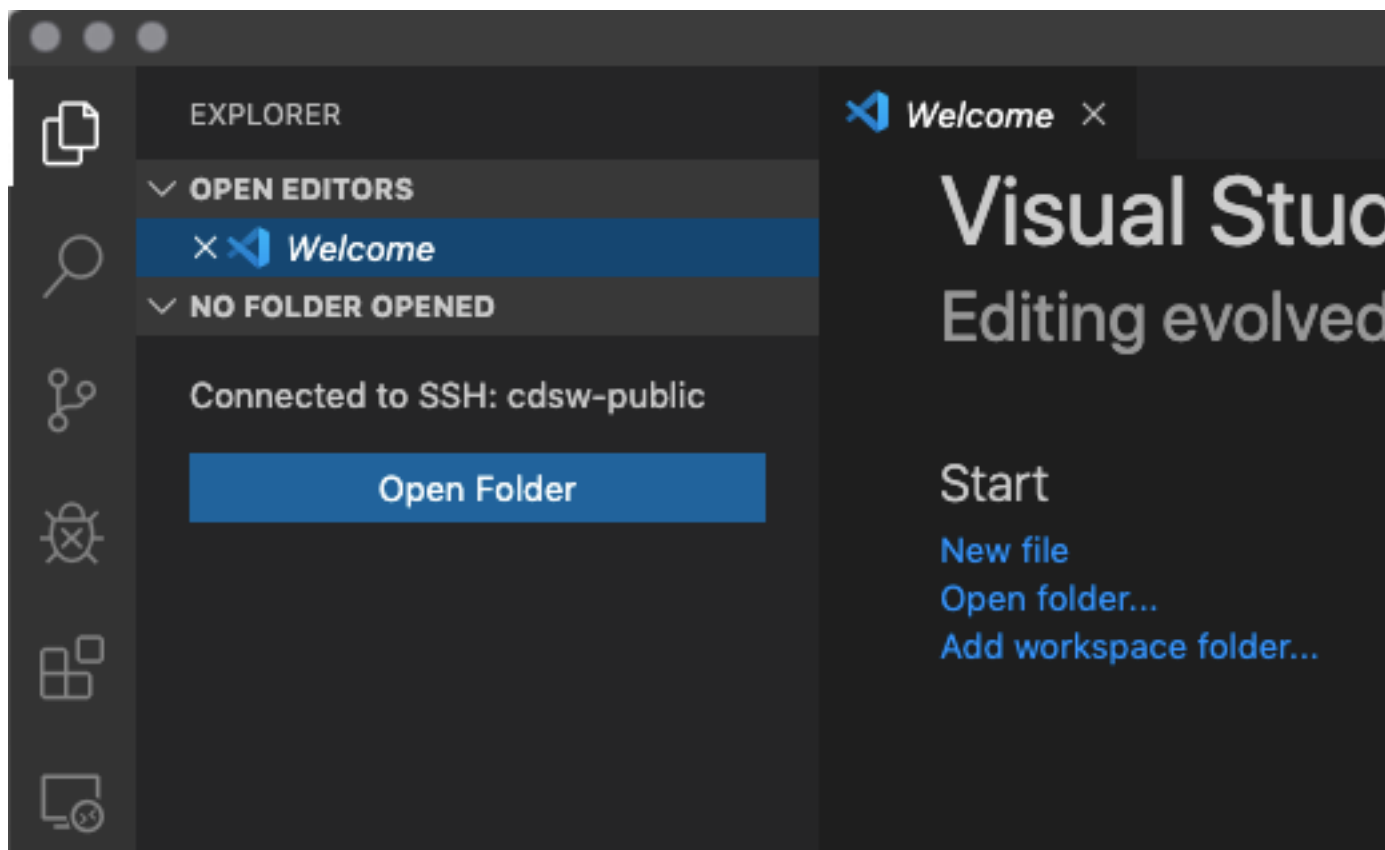 EXPLORER
OPEN EDITORS
Welcome
NO FOLDER OPENED
Connected to SSH: cdsw-public
Open Folder
Welcome
Visual Stud
Editing evolved
Start
New file
Open folder...
Add workspace folder...